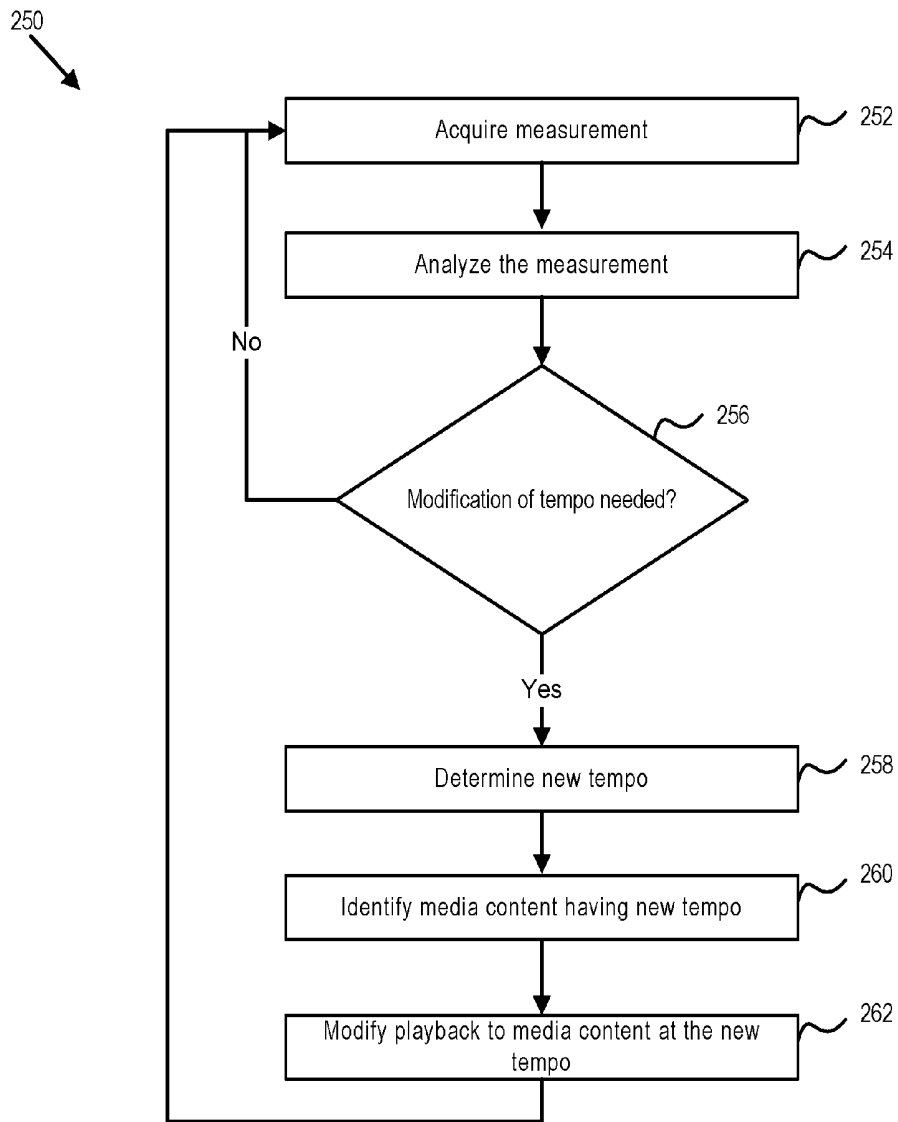 250
Acquire measurement
252
Analyze the measurement
254
No
256
Modification of tempo needed?
Yes
Determine new tempo
258
Identify media content having new tempo
260
Modify playback to media content at the new
tempo
262